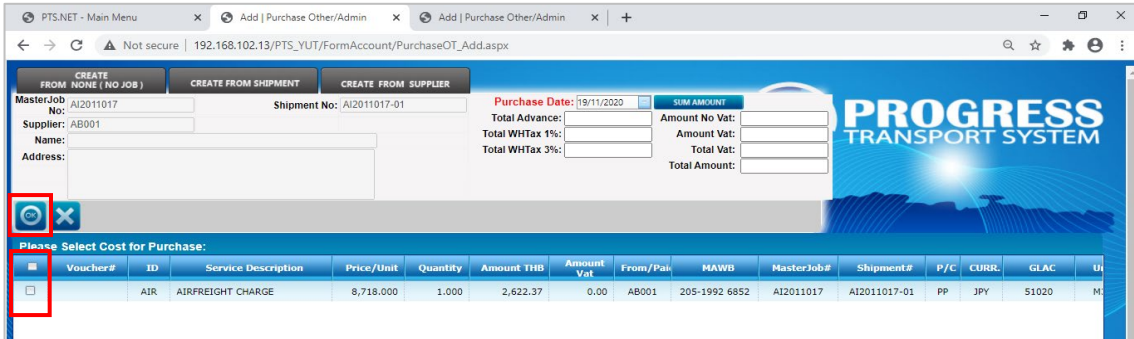 PTS.NET - Main Menu
Add | Purchase Other/Admin
Add | Purchase Other/Admin
Not secure | 192.168.102.13/PTS_YUT/FormAccount/PurchaseOT_Add.aspx
CREATE
FROM NONE ( NO JOB )
CREATE FROM SHIPMENT
CREATE FROM SUPPLIER
MasterJob No: AI2011017
Shipment No: AI2011017-01
Purchase Date: 19/11/2020
SUM AMOUNT
Supplier: AB001
Total Advance:
Amount No Vat:
Name:
Total WHTax 1%:
Amount Vat:
Address:
Total WHTax 3%:
Total Vat:
Total Amount:
PROGRESS
TRANSPORT SYSTEM
OK
Please Select Cost for Purchase:
Voucher# ID Service Description Price/Unit Quantity Amount THB Amount Vat From/Paid MAWB MasterJob# Shipment# P/C CURR. GLAC
AIR AIRFREIGHT CHARGE 8,718.000 1.000 2,622.37 0.00 AB001 205-1992 6852 AI2011017 AI2011017-01 PP JPY 51020